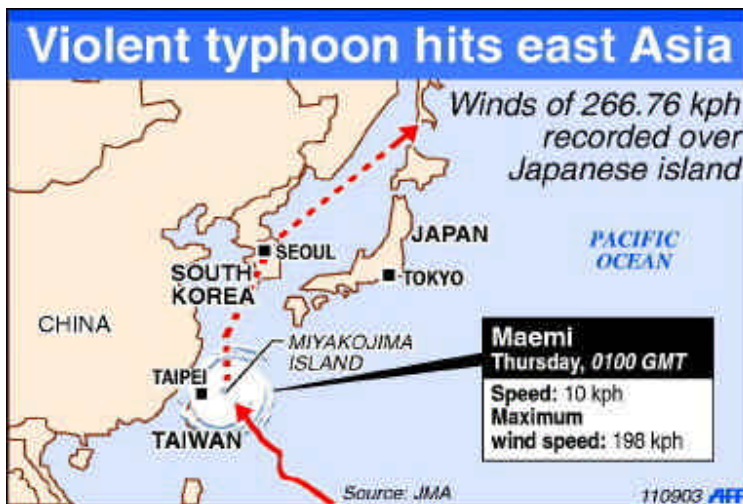 Violent typhoon hits east Asia
Winds of 266.76 kph
recorded over
Japanese island
JAPAN
PACIFIC
OCEAN
SEOUL
SOUTH
KOREA
TOKYO
CHINA
MIYAKOJIMA
ISLAND
TAIPEI
TAIWAN
Maemi
Thursday, 0100 GMT
Speed: 10 kph
Maximum
wind speed: 198 kph
Source: JMA
110903 AFP